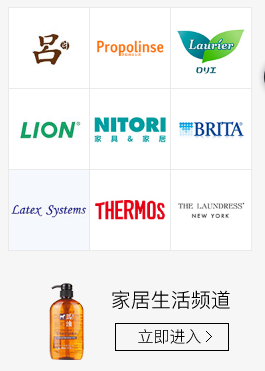 呂
Propolinse
Laurier
ロリエ
LION®
NITORI
家具&家居
BRITA®
Latex Systems
THERMOS
THE LAUNDRESS®
NEW YORK
家居生活频道
立即进入 >